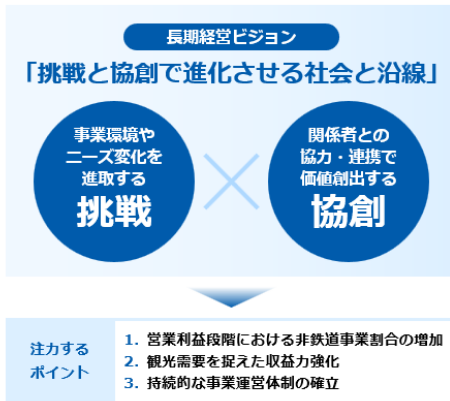 長期経営ビジョン
「挑戦と協創で進化させる社会と沿線」
事業環境や
ニーズ変化を
進取する
挑戦
×
関係者との
協力・連携で
価値創出する
協創
注力する
ポイント
1. 営業利益段階における非鉄道事業割合の増加
2. 観光需要を捉えた収益力強化
3. 持続的な事業運営体制の確立